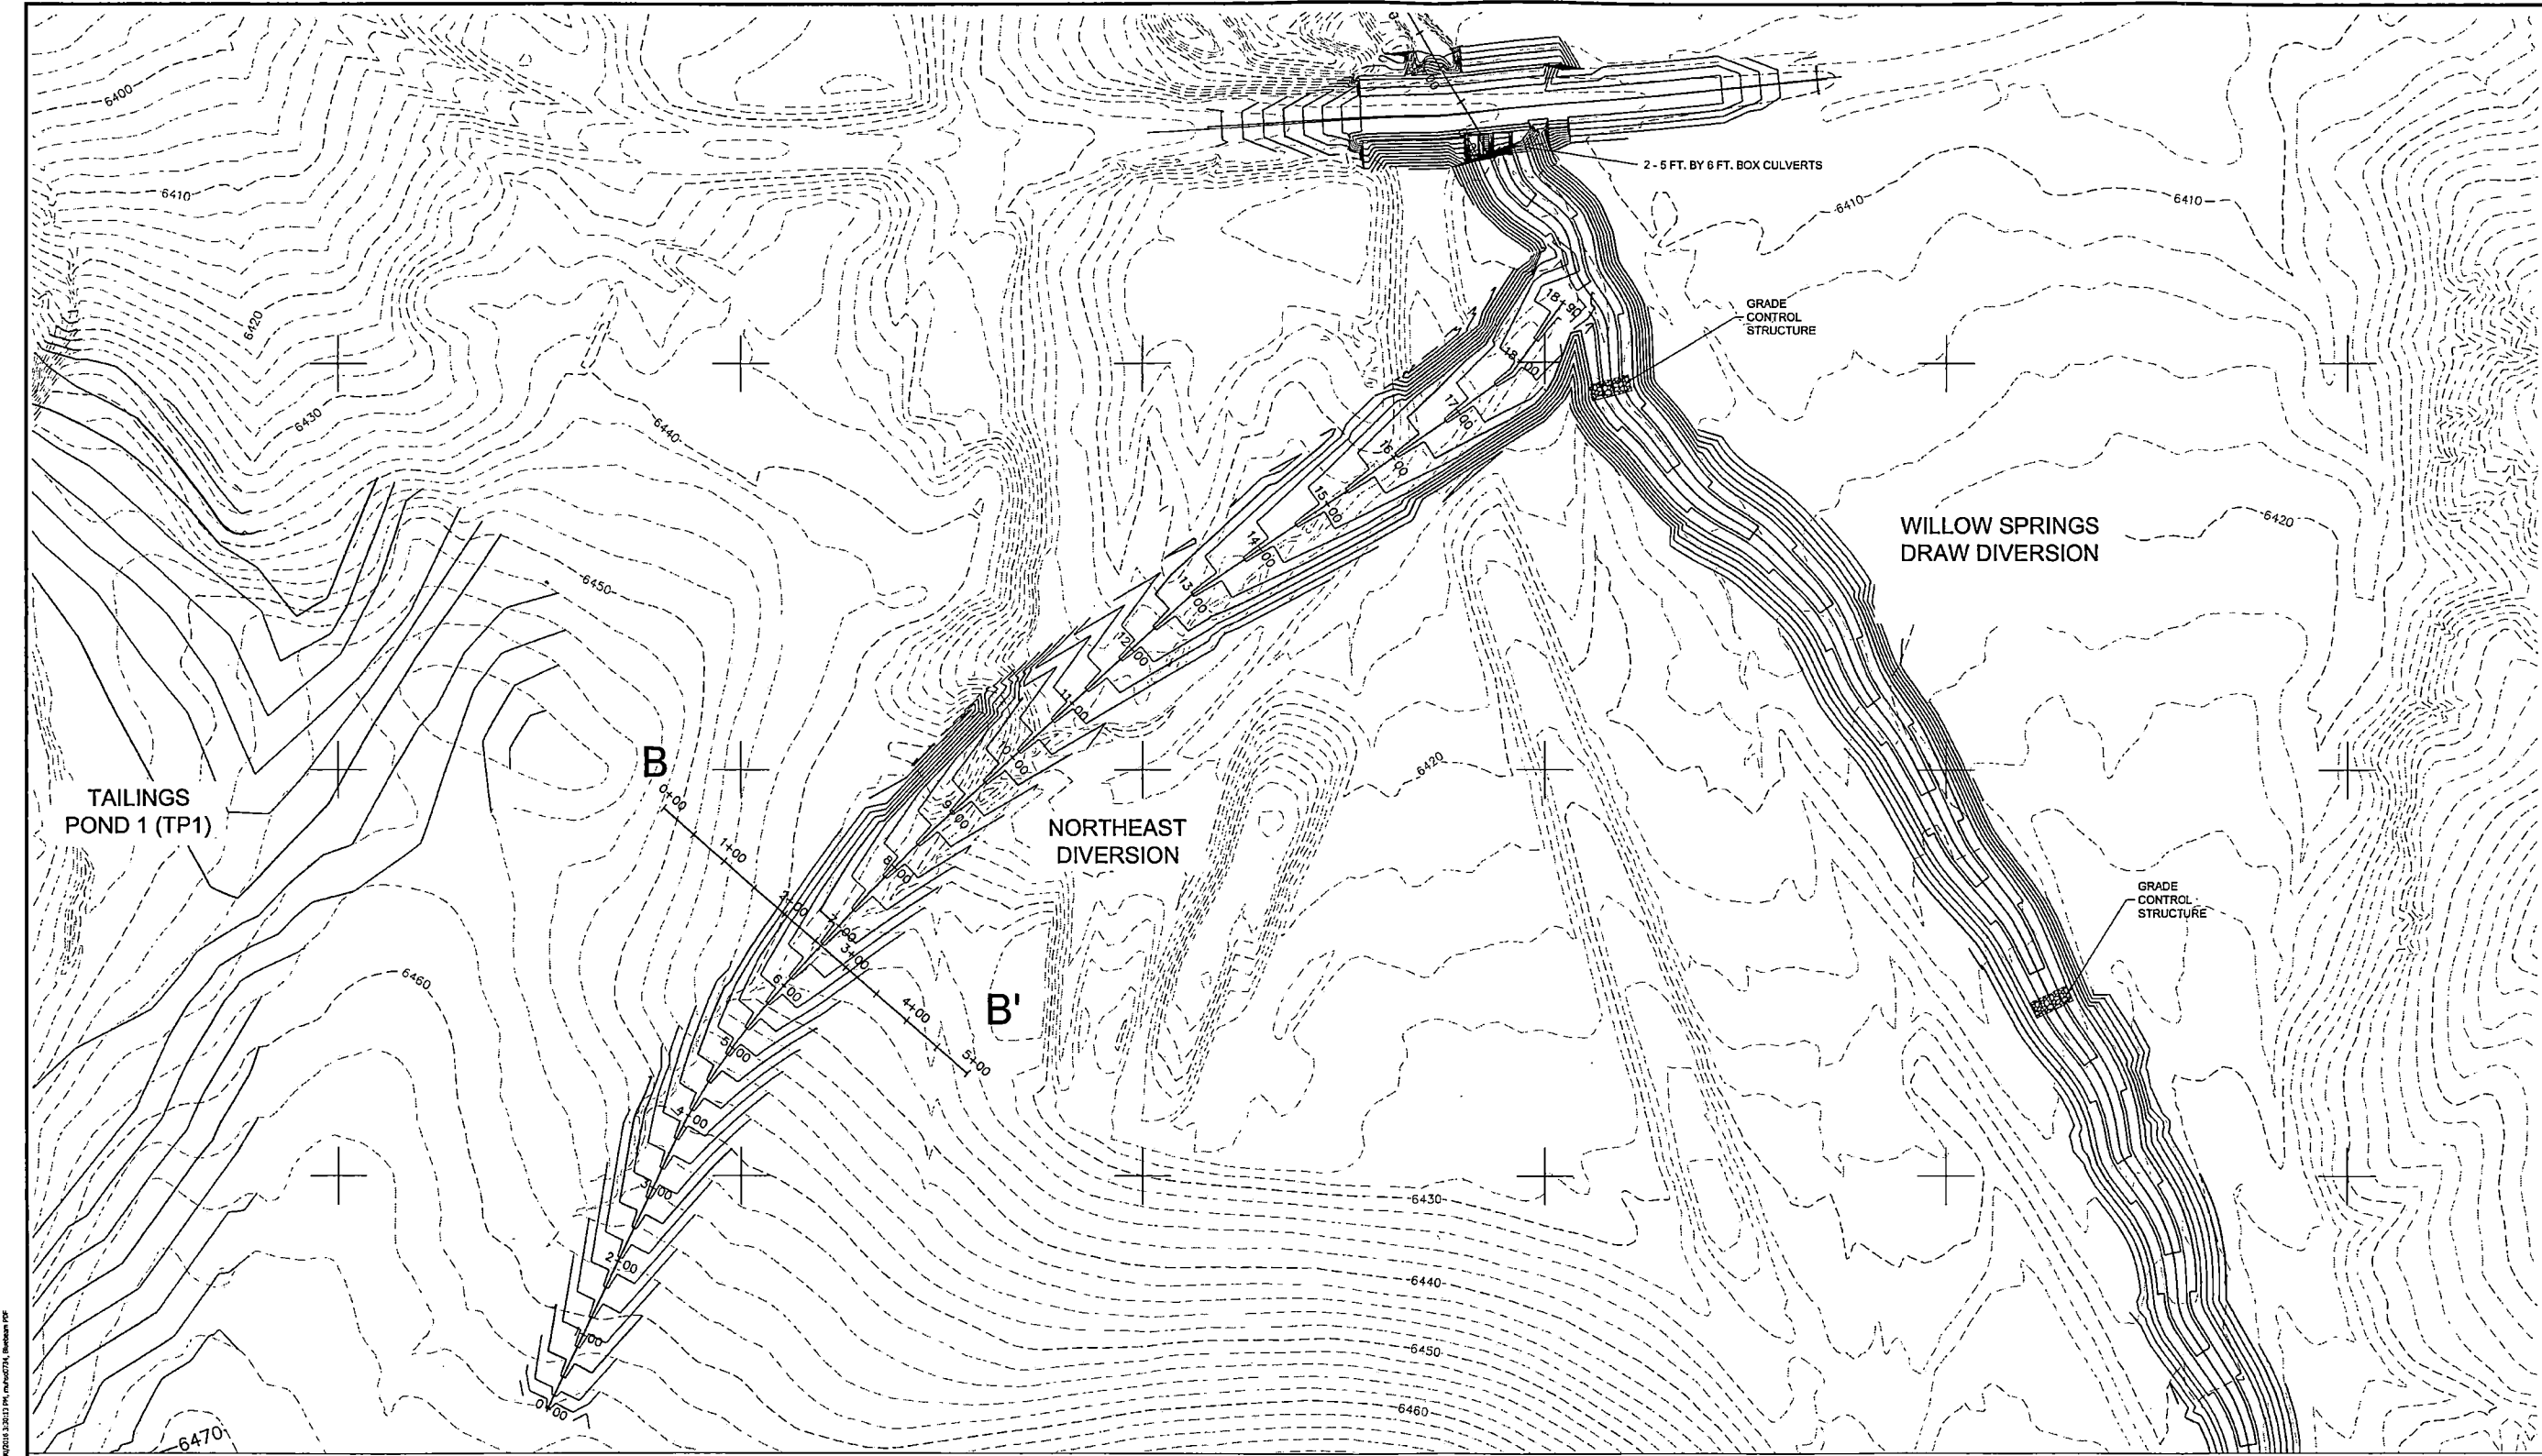 6400
6410
2 - 5 FT. BY 6 FT. BOX CULVERTS
6410
6410
6420
GRADE
CONTROL
STRUCTURE
18+90
18+00
17+00
16+00
6430
6440
15+00
14+00
WILLOW SPRINGS
DRAW DIVERSION
6420
6450
13+00
12+00
11+00
10+00
B
6420
TAILINGS
POND 1 (TP1)
0+00
9+00
NORTHEAST
DIVERSION
1+00
8+00
GRADE
CONTROL
STRUCTURE
2+00
7+00
3+00
6460
6+00
4+00
B'
5+00
5+00
4+00
3+00
6430
2+00
6440
1+00
6450
0+00
6460
6470